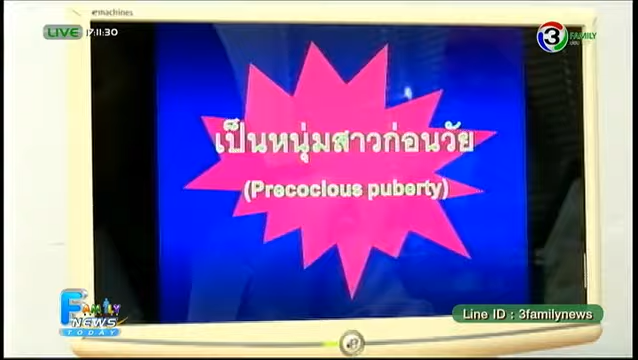 emachines
LIVE 17:11:30
3 FAMILY
เป็นหนุ่มสาวก่อนวัย
(Precocious puberty)
FAMILY
NEWS
TODAY
Line ID : 3familynews